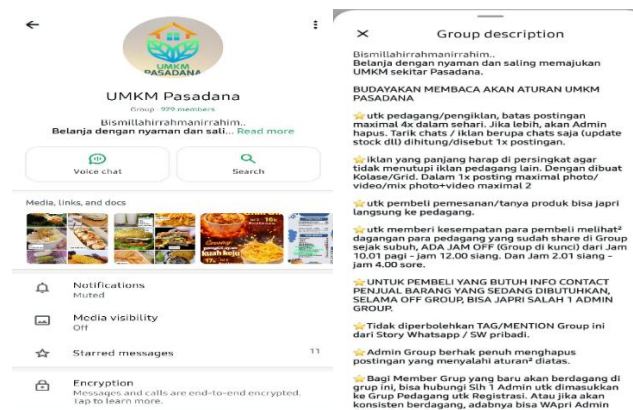 UMKM
PASADANA
UMKM Pasadana
Group · 979 members
Bismillahirrahmanirrahim..
Belanja dengan nyaman dan sali... Read more
Voice chat
Search
Media, links, and docs
kuah keju
Notifications
Muted
Media visibility
Off
Starred messages
11
Encryption
Messages and calls are end-to-end encrypted.
Tap to learn more.
Group description
Bismillahirrahmanirrahim..
Belanja dengan nyaman dan saling memajukan
UMKM sekitar Pasadana.
BUDAYAKAN MEMBACA AKAN ATURAN UMKM
PASADANA
⭐utk pedagang/pengiklan, batas postingan
maximal 4x dalam sehari. Jika lebih, akan Admin
hapus. Tarik chats / iklan berupa chats saja (update
stock dll) dihitung/disebut 1x postingan.
⭐iklan yang panjang harap di persingkat agar
tidak menutupi iklan pedagang lain. Dengan dibuat
Kolase/Grid. Dalam 1x posting maximal photo/
video/mix photo+video maximal 2
⭐utk pembeli pemesanan/tanya produk bisa japri
langsung ke pedagang.
⭐utk memberi kesempatan para pembeli melihat²
dagangan para pedagang yang sudah share di Group
sejak subuh, ADA JAM OFF (Group di kunci) dari Jam
10.01 pagi - jam 12.00 siang. Dan Jem 2.01 siang -
jam 4.00 sore.
⭐UNTUK PEMBELI YANG BUTUH INFO CONTACT
PENJUAL BARANG YANG SEDANG DIBUTUHKAN,
SELAMA OFF GROUP, BISA JAPRI SALAH 1 ADMIN
GROUP.
⭐Tidak diperbolehkan TAG/MENTION Group ini
dari Story Whatsapp / SW pribadi.
⭐Admin Group berhak penuh menghapus
postingan yang menyalahi aturan² diatas.
⭐Bagi Member Grup yang baru akan berdagang di
grup ini, bisa hubungi Slh 1 Admin utk dimasukkan
ke Grup Pedagang utk Registrasi. Atau jika akan
konsisten berdagang, adabnya bisa WApri Admin